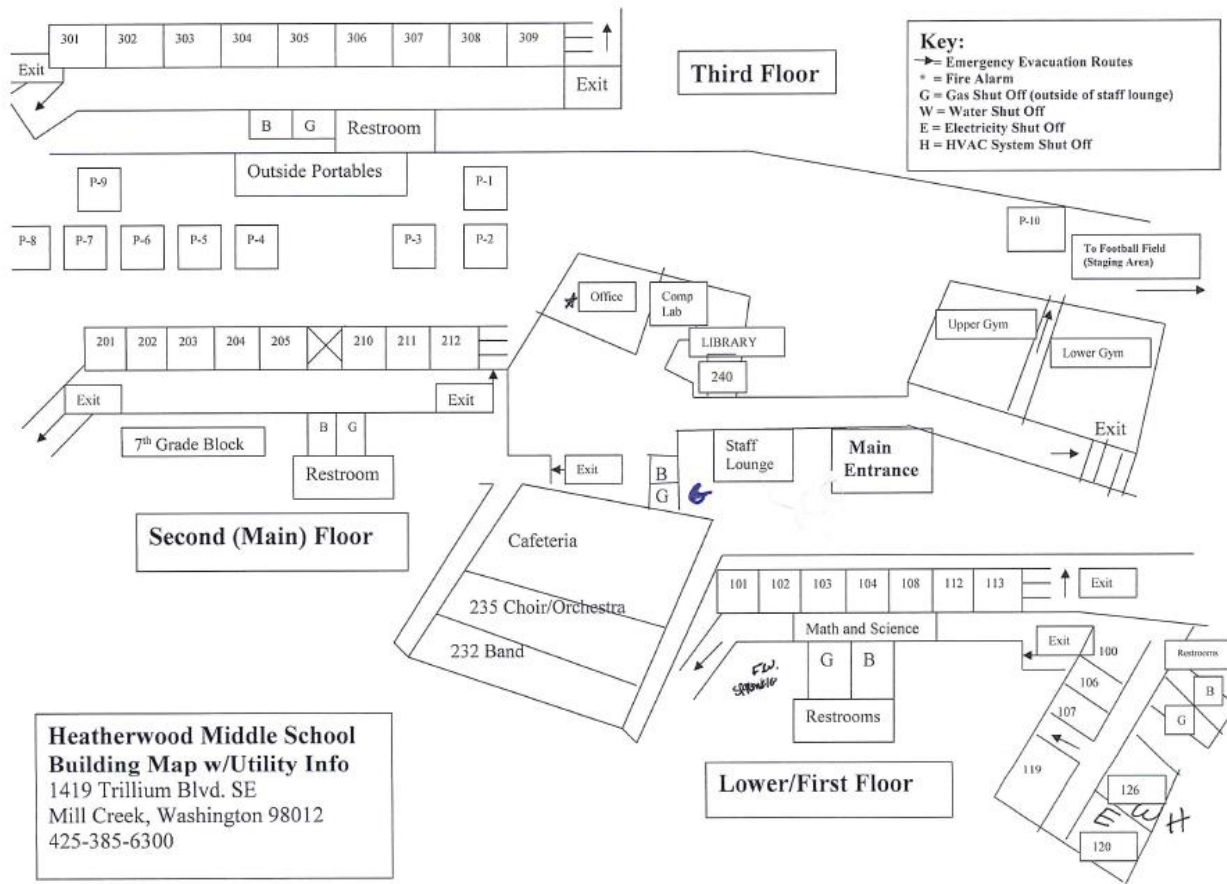 301 302 303 304 305 306 307 308 309
Exit
Exit
Third Floor
B G Restroom
Key:
= Emergency Evacuation Routes
* = Fire Alarm
G = Gas Shut Off (outside of staff lounge)
W = Water Shut Off
E = Electricity Shut Off
H = HVAC System Shut Off
Outside Portables
P-9
P-1
P-8 P-7 P-6 P-5 P-4 P-3 P-2
P-10
To Football Field
(Staging Area)
* Office
Comp
Lab
LIBRARY
240
Upper Gym
Lower Gym
Exit
201 202 203 204 205 210 211 212
Exit
Exit
7th Grade Block
B G
Restroom
Second (Main) Floor
Exit
B
G
G
Staff
Lounge
Main
Entrance
Cafeteria
235 Choir/Orchestra
232 Band
101 102 103 104 108 112 113
Exit
Math and Science
G B
Restrooms
Exit
100
106
107
119
Restrooms
B
G
126
E W H
120
Lower/First Floor
Heatherwood Middle School
Building Map w/Utility Info
1419 Trillium Blvd. SE
Mill Creek, Washington 98012
425-385-6300